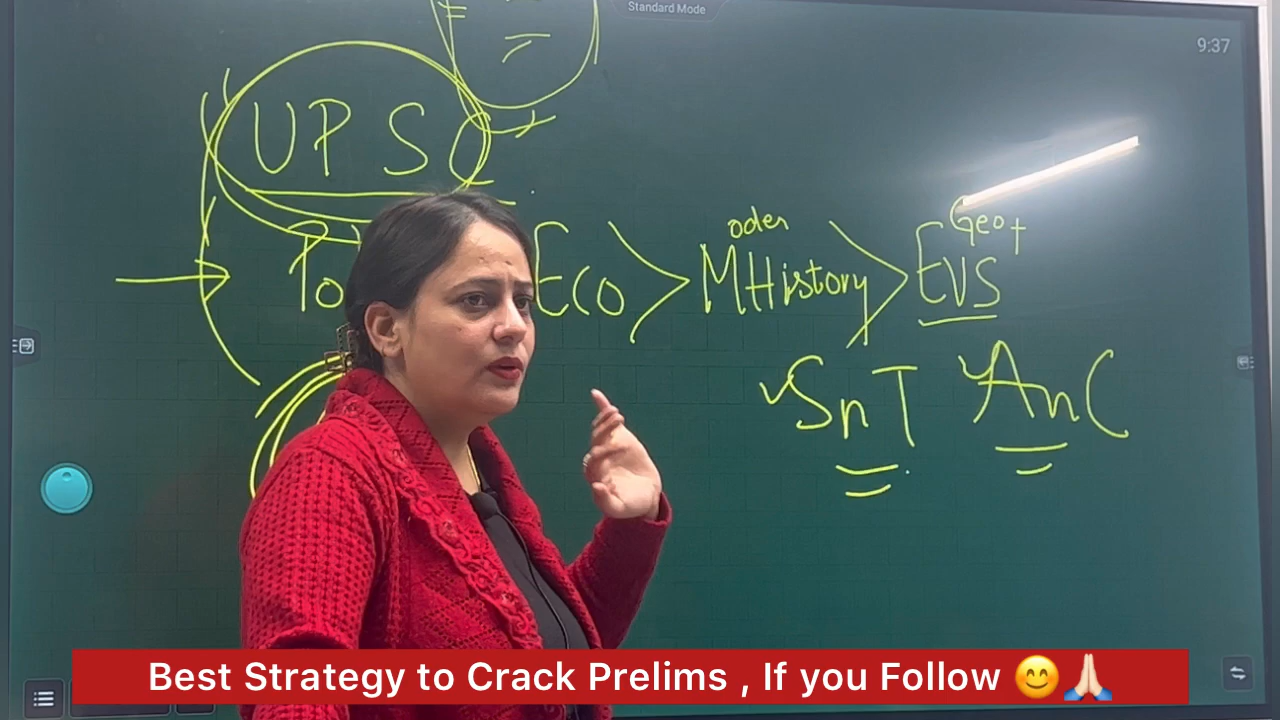 Standard Mode
9:37
UPSC
Geo+
oder
Eco > MHistory > EVS
SnT AnC
Best Strategy to Crack Prelims , If you Follow 😊🙏🏻